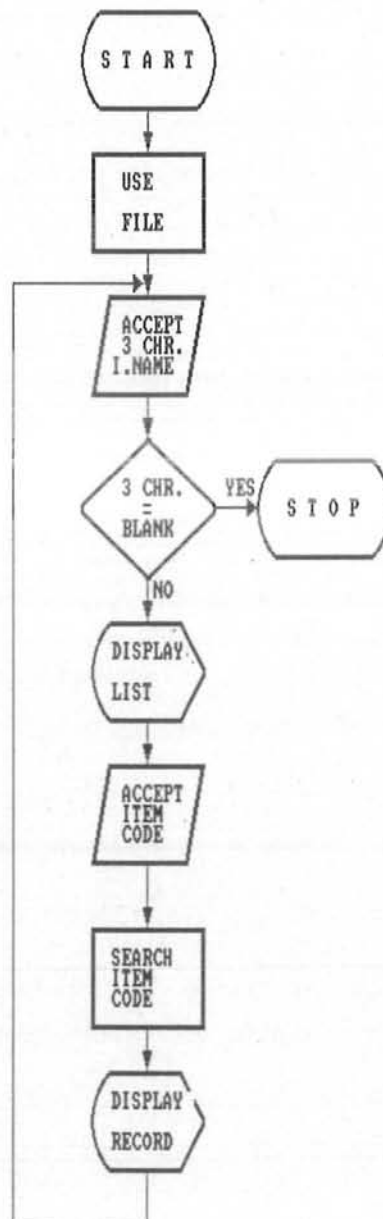 S T A R T
USE
FILE
ACCEPT
3 CHR.
I.NAME
3 CHR.
=
BLANK
YES
S T O P
NO
DISPLAY
LIST
ACCEPT
ITEM
CODE
SEARCH
ITEM
CODE
DISPLAY
RECORD